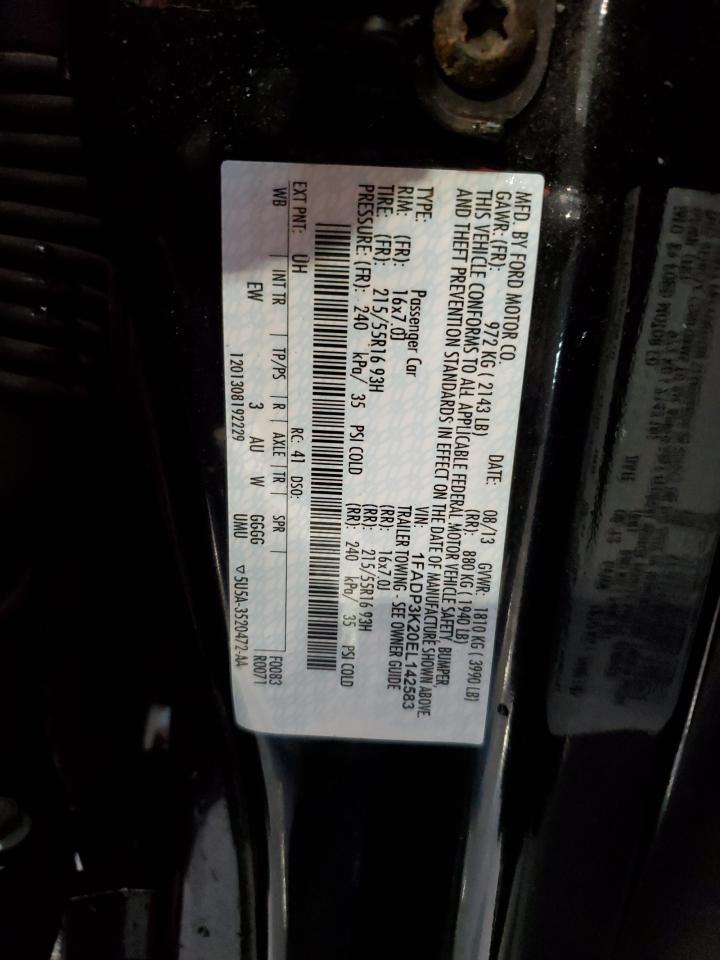 MFD. BY FORD MOTOR CO.
DATE: 08/13 GVWR: 1810 KG ( 3990 LB)
GAWR: (FR): 972 KG ( 2143 LB) (RR): 880 KG ( 1940 LB)
THIS VEHICLE CONFORMS TO ALL APPLICABLE FEDERAL MOTOR VEHICLE SAFETY, BUMPER,
AND THEFT PREVENTION STANDARDS IN EFFECT ON THE DATE OF MANUFACTURE SHOWN ABOVE.
VIN: 1FADP3K20EL142583
TYPE: Passenger Car TRAILER TOWING - SEE OWNER GUIDE
RIM: (FR): 16x7.0J (RR): 16x7.0J
TIRE: (FR): 215/55R16 93H (RR): 215/55R16 93H
PRESSURE: (FR): 240 kPa/ 35 PSI COLD (RR): 240 kPa/ 35 PSI COLD
EXT PNT: UH RC: 41 DSO:
WB INT TR TP/PS R AXLE TR SPR F0083
EW 3 AU W GGGG R0071
1201308192229 UMU ▽5U5A-3520472-AA